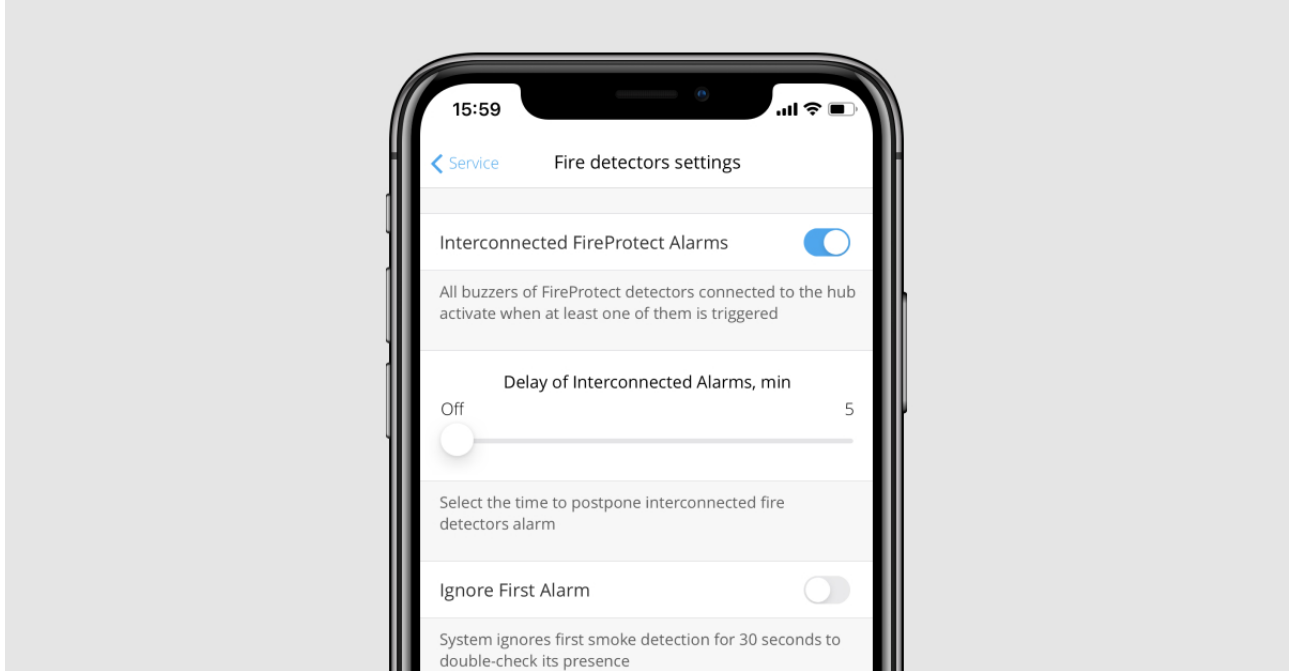 15:59
Service
Fire detectors settings
Interconnected FireProtect Alarms
All buzzers of FireProtect detectors connected to the hub
activate when at least one of them is triggered
Delay of Interconnected Alarms, min
Off 5
Select the time to postpone interconnected fire
detectors alarm
Ignore First Alarm
System ignores first smoke detection for 30 seconds to
double-check its presence